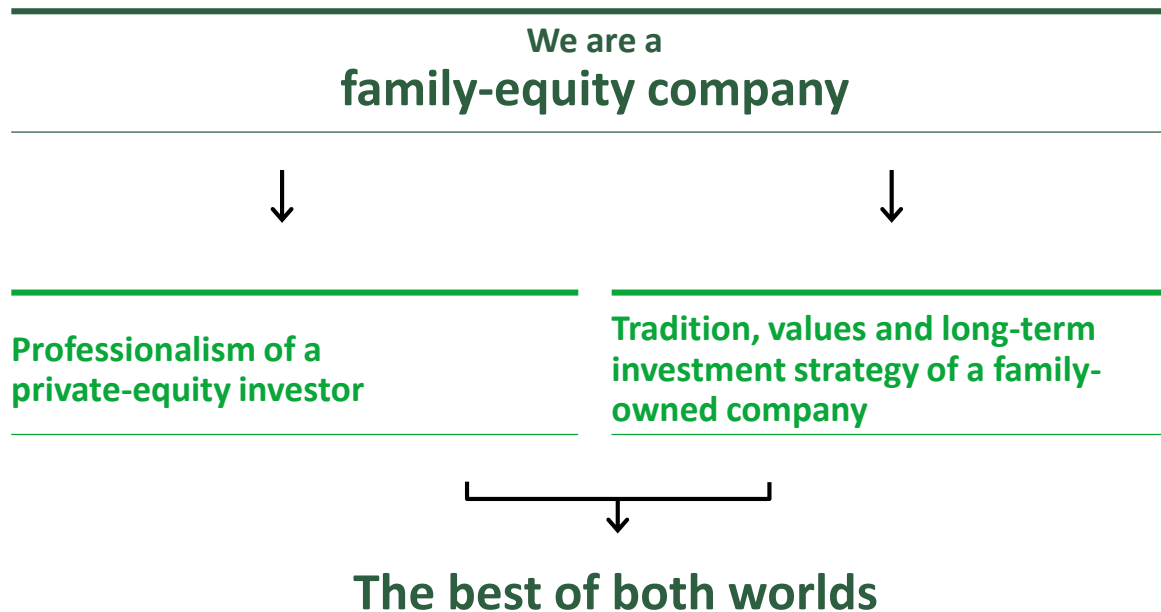 We are a
family-equity company
Professionalism of a
private-equity investor
Tradition, values and long-term
investment strategy of a family-
owned company
The best of both worlds